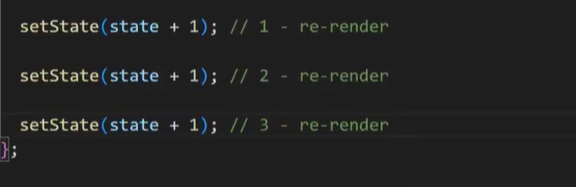 setState(state + 1); // 1 - re-render
setState(state + 1); // 2 - re-render
setState(state + 1); // 3 - re-render
};